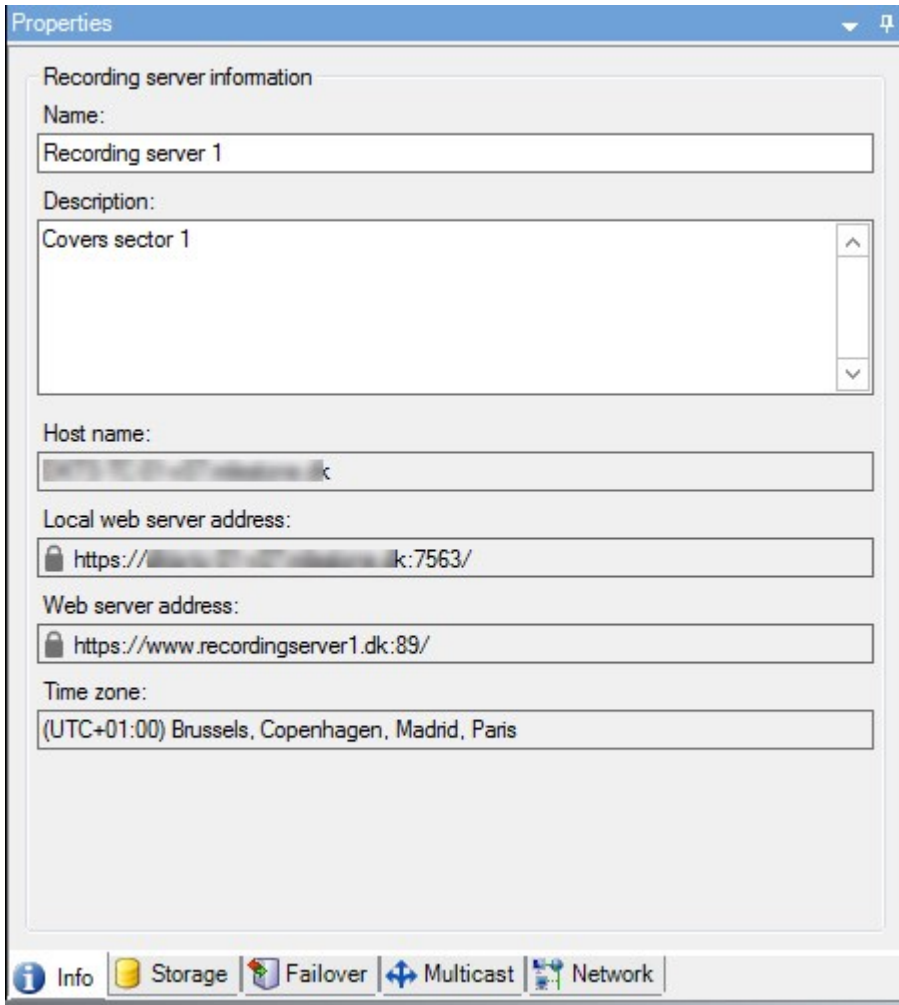 Properties
Recording server information
Name:
Recording server 1
Description:
Covers sector 1
Host name:
Local web server address:
https:// k:7563/
Web server address:
https://www.recordingserver1.dk:89/
Time zone:
(UTC+01:00) Brussels, Copenhagen, Madrid, Paris
Info Storage Failover Multicast Network